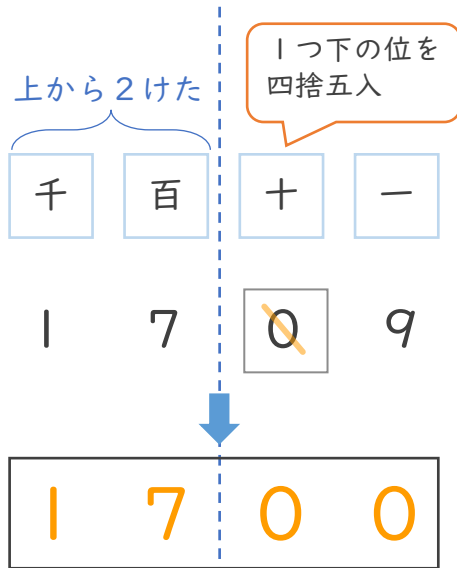 1つ下の位を
四捨五入
上から2けた
千 百 十 一
1 7 0 9
1 7 0 0